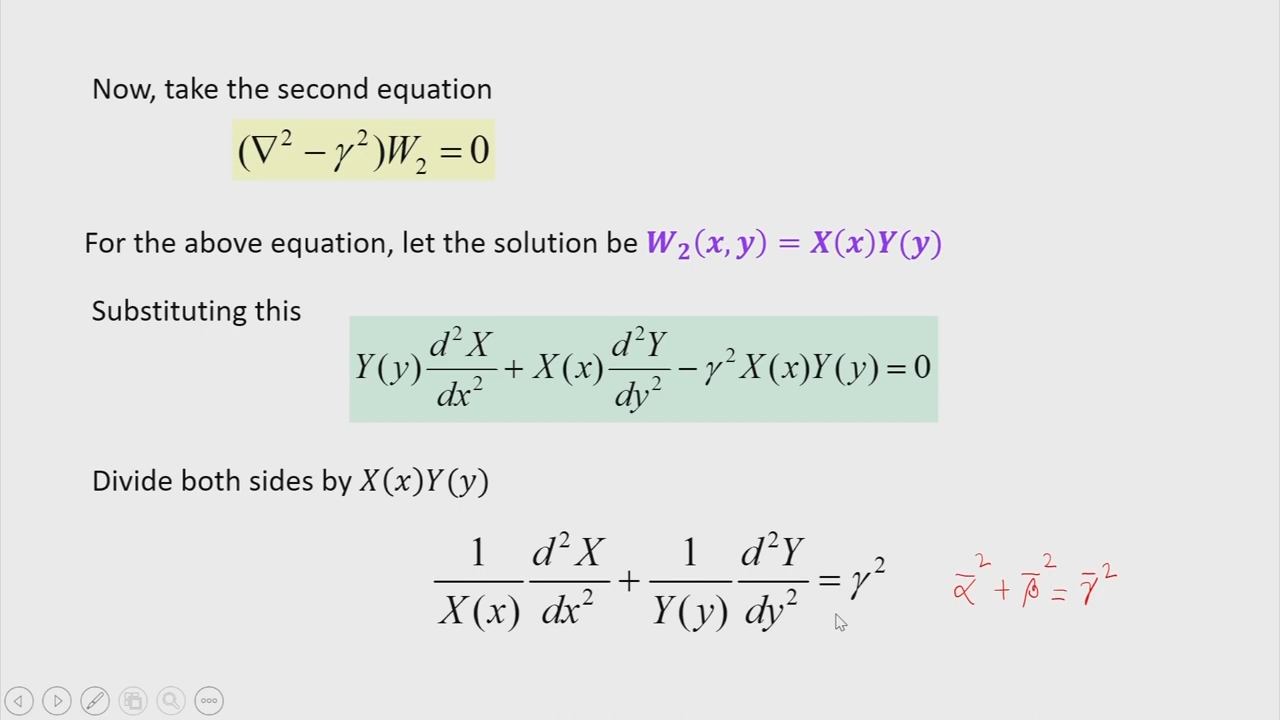 Now, take the second equation
(∇² − γ²)W₂ = 0
For the above equation, let the solution be W₂(x, y) = X(x)Y(y)
Substituting this
Y(y) d²X/dx² + X(x) d²Y/dy² − γ² X(x)Y(y) = 0
Divide both sides by X(x)Y(y)
1/X(x) d²X/dx² + 1/Y(y) d²Y/dy² = γ²
ᾱ² + β̄² = γ̄²